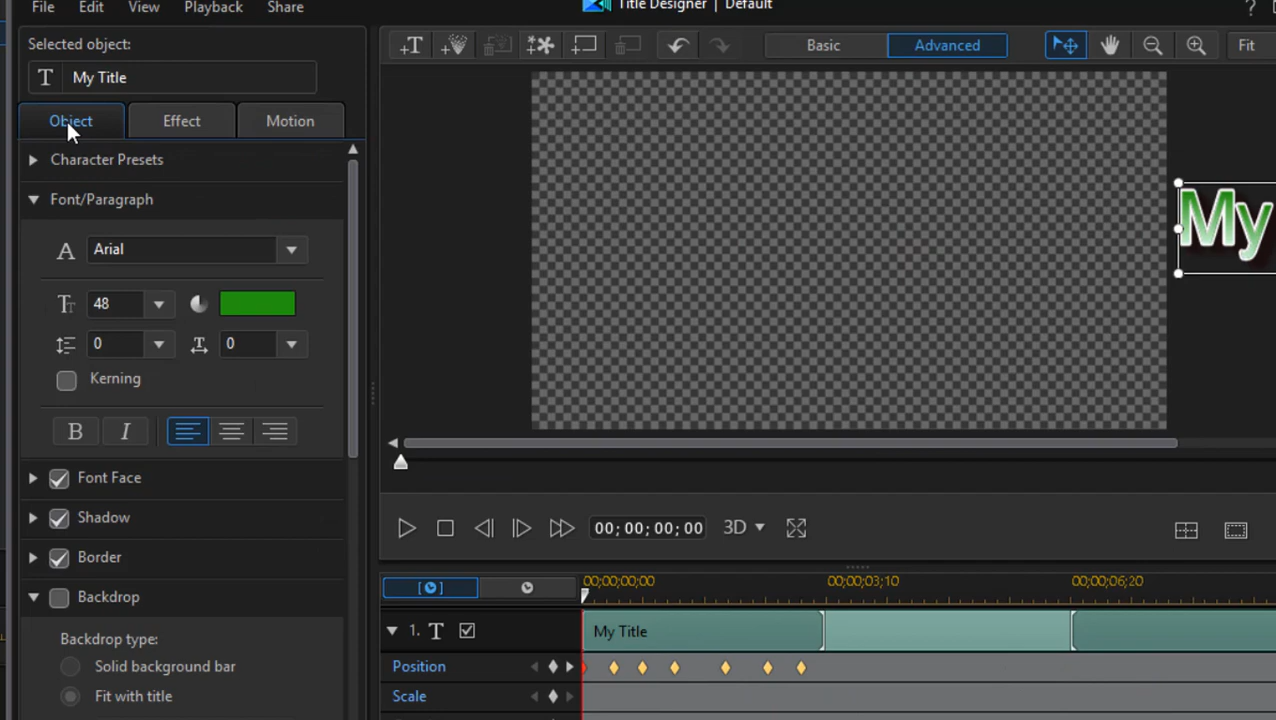 File Edit View Playback Share
Title Designer | Default
?
Selected object:
T My Title
T Basic Advanced Fit
Object Effect Motion
Character Presets
Font/Paragraph
My
A Arial
TT 48
0 T 0
Kerning
B I
Font Face
Shadow
00;00;00;00 3D
Border
Backdrop
00;00;00;00 00;00;03;10 00;00;06;20
1. T My Title
Backdrop type:
Solid background bar
Position
Fit with title
Scale